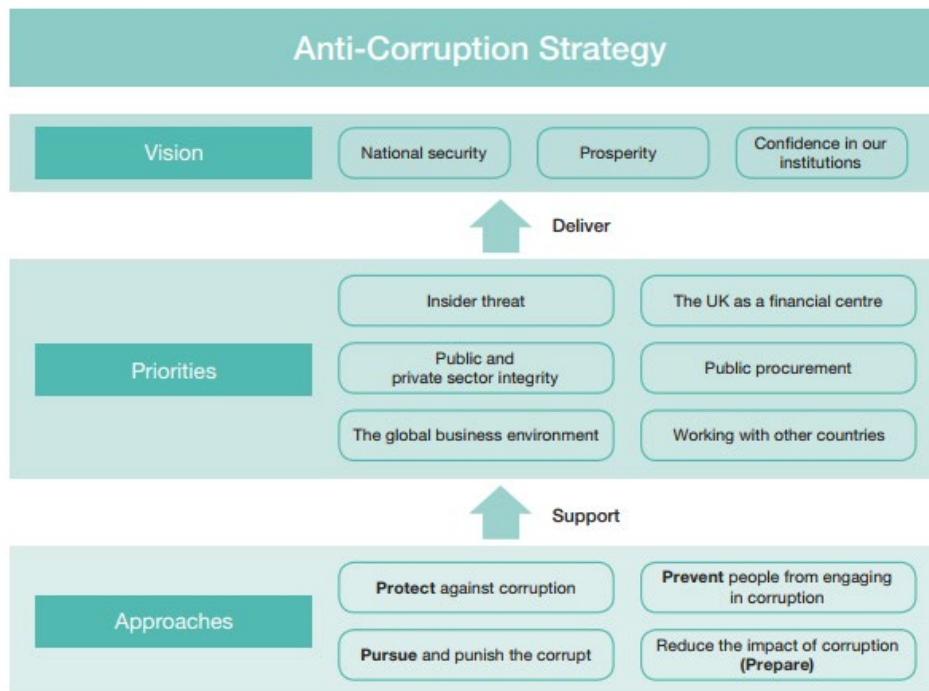 Anti-Corruption Strategy
Vision
National security
Prosperity
Confidence in our
institutions
Deliver
Priorities
Insider threat
The UK as a financial centre
Public and
private sector integrity
Public procurement
The global business environment
Working with other countries
Support
Approaches
Protect against corruption
Prevent people from engaging
in corruption
Pursue and punish the corrupt
Reduce the impact of corruption
(Prepare)